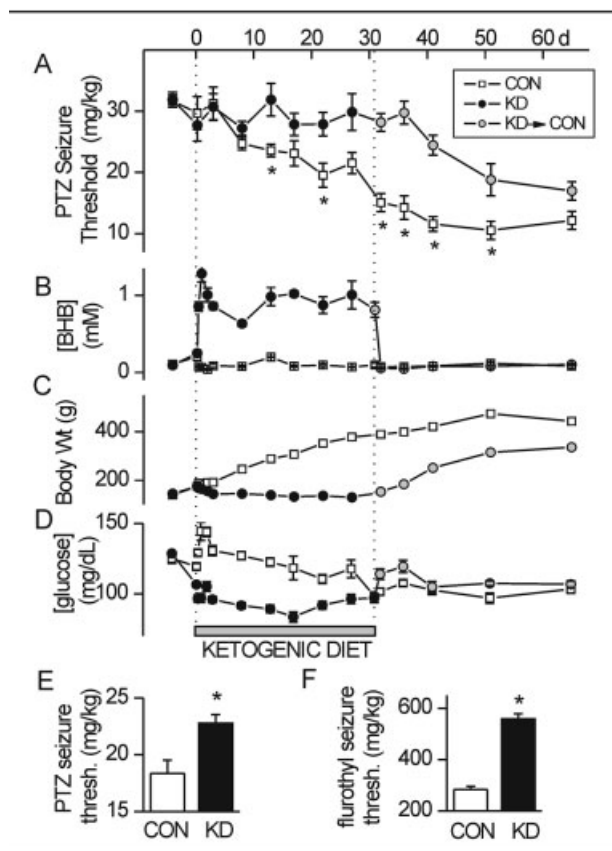 0 10 20 30 40 50 60 d
A
CON
KD
KD CON
PTZ Seizure
Threshold (mg/kg)
30
20
10
*
*
* * * *
B
[BHB]
(mM)
1
0
C
Body Wt (g)
400
200
D
[glucose]
(mg/dL)
150
100
KETOGENIC DIET
E
PTZ seizure
thresh. (mg/kg)
25
23
19
15
*
CON KD
F
flurothyl seizure
thresh. (mg/kg)
600
400
200
*
CON KD